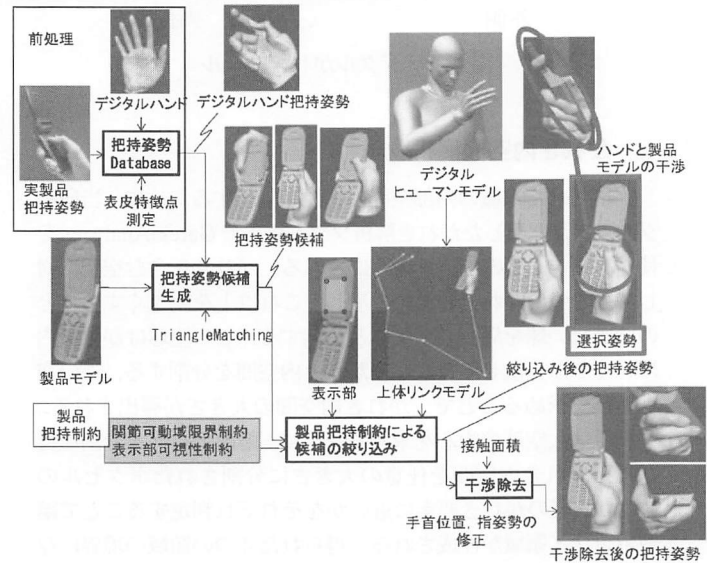 前処理
デジタルハンド
デジタルハンド把持姿勢
把持姿勢
Database
実製品
把持姿勢
表皮特徴点
測定
把持姿勢候補
デジタル
ヒューマンモデル
ハンドと製品
モデルの干渉
把持姿勢候補
生成
TriangleMatching
製品モデル
選択姿勢
表示部
上体リンクモデル
絞り込み後の把持姿勢
製品
把持制約
関節可動域限界制約
表示部可視性制約
製品把持制約による
候補の絞り込み
接触面積
干渉除去
手首位置,指姿勢の
修正
干渉除去後の把持姿勢